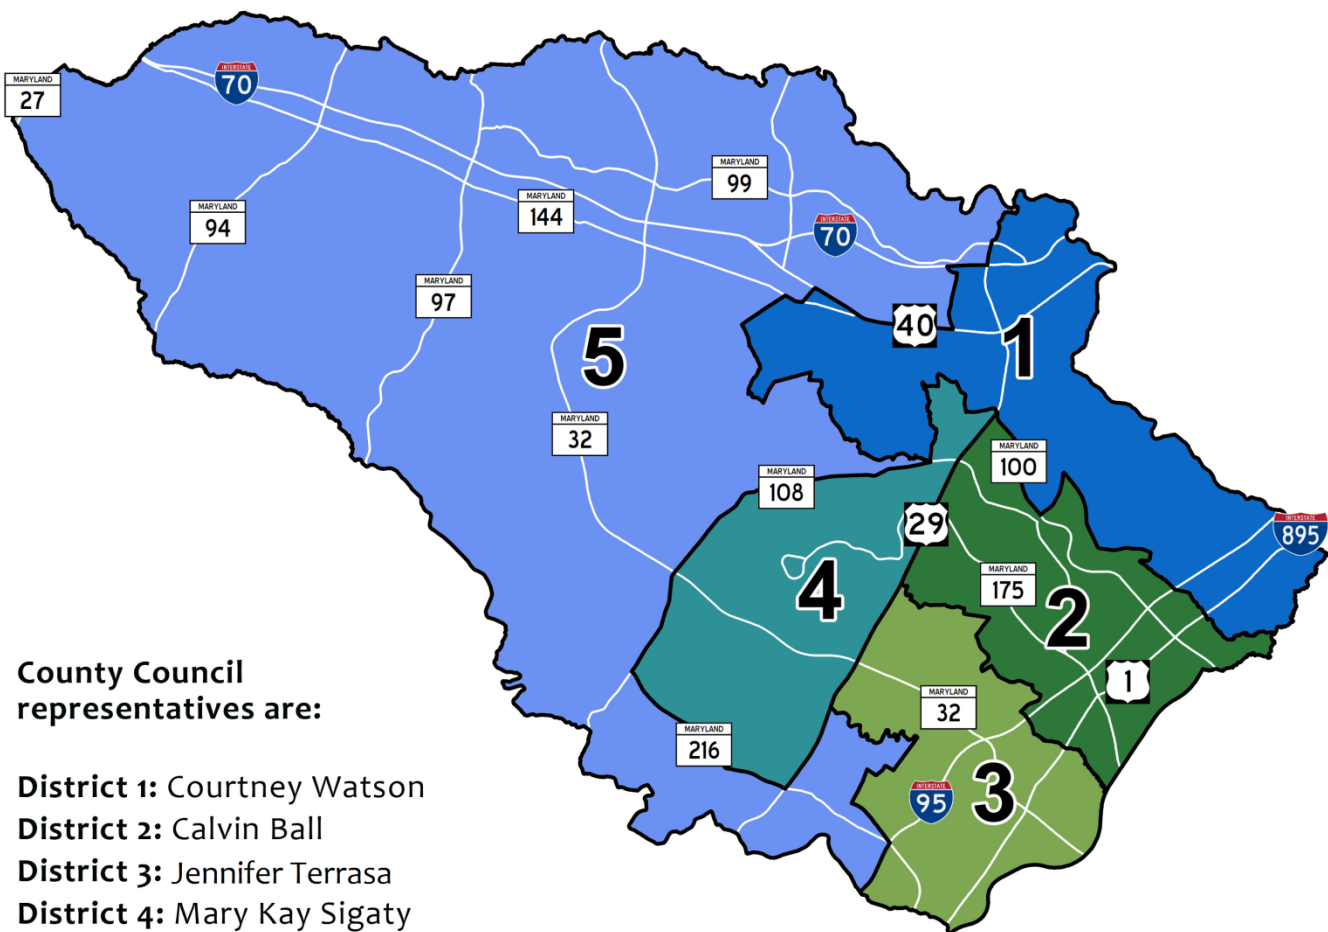 MARYLAND
27
INTERSTATE
70
MARYLAND
94
MARYLAND
144
MARYLAND
99
INTERSTATE
70
MARYLAND
97
40
1
5
MARYLAND
32
MARYLAND
100
MARYLAND
108
29
INTERSTATE
895
4
MARYLAND
175
2
1
MARYLAND
32
MARYLAND
216
3
INTERSTATE
95
County Council
representatives are:
District 1: Courtney Watson
District 2: Calvin Ball
District 3: Jennifer Terrasa
District 4: Mary Kay Sigaty